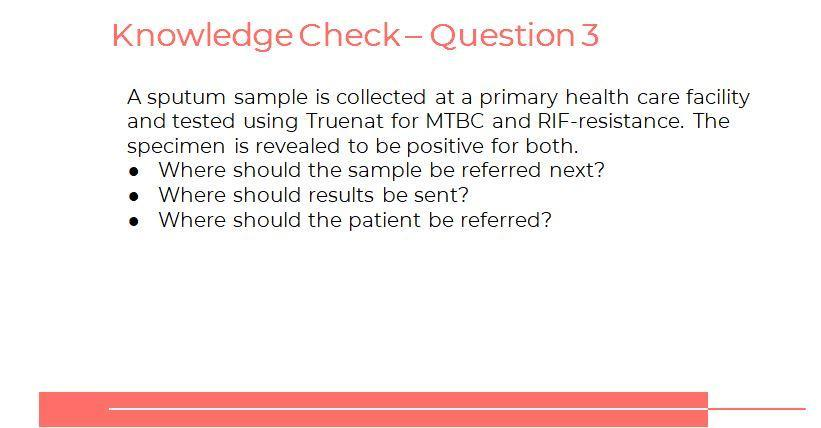 Knowledge Check – Question 3
A sputum sample is collected at a primary health care facility
and tested using Truenat for MTBC and RIF-resistance. The
specimen is revealed to be positive for both.
● Where should the sample be referred next?
● Where should results be sent?
● Where should the patient be referred?